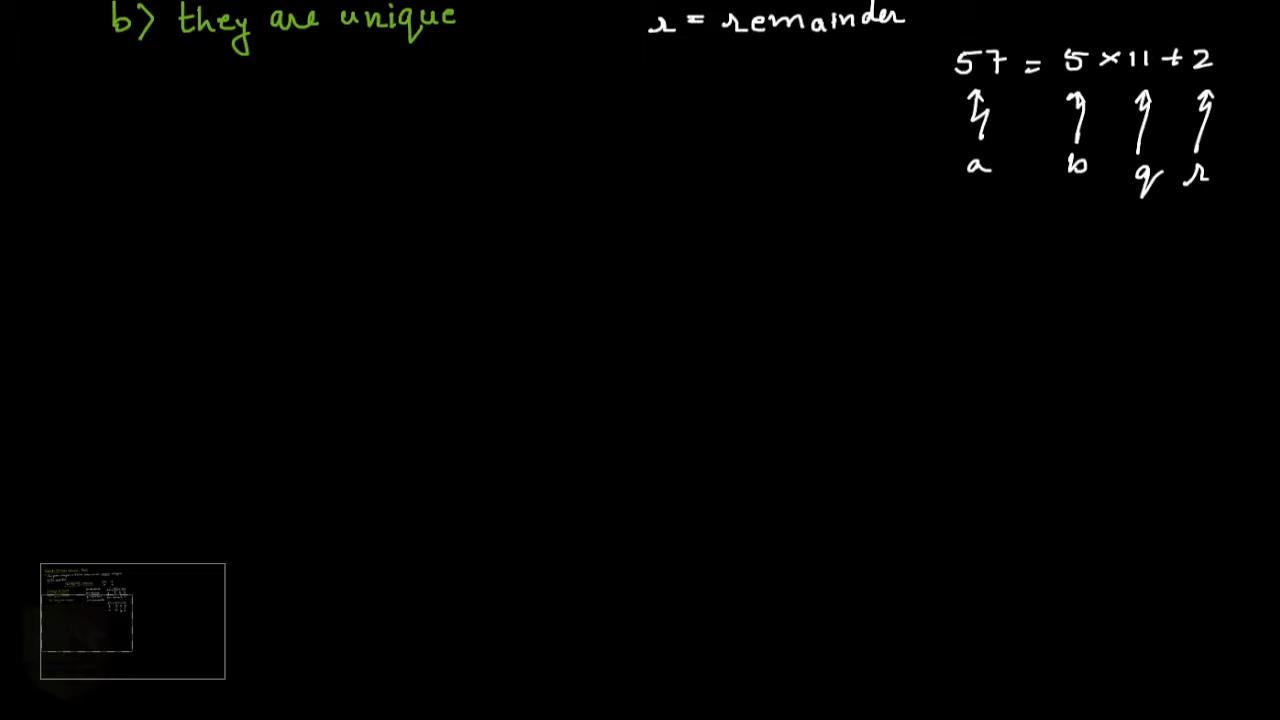 b> they are unique
r = remainder
57 = 5 × 11 + 2
a b q r